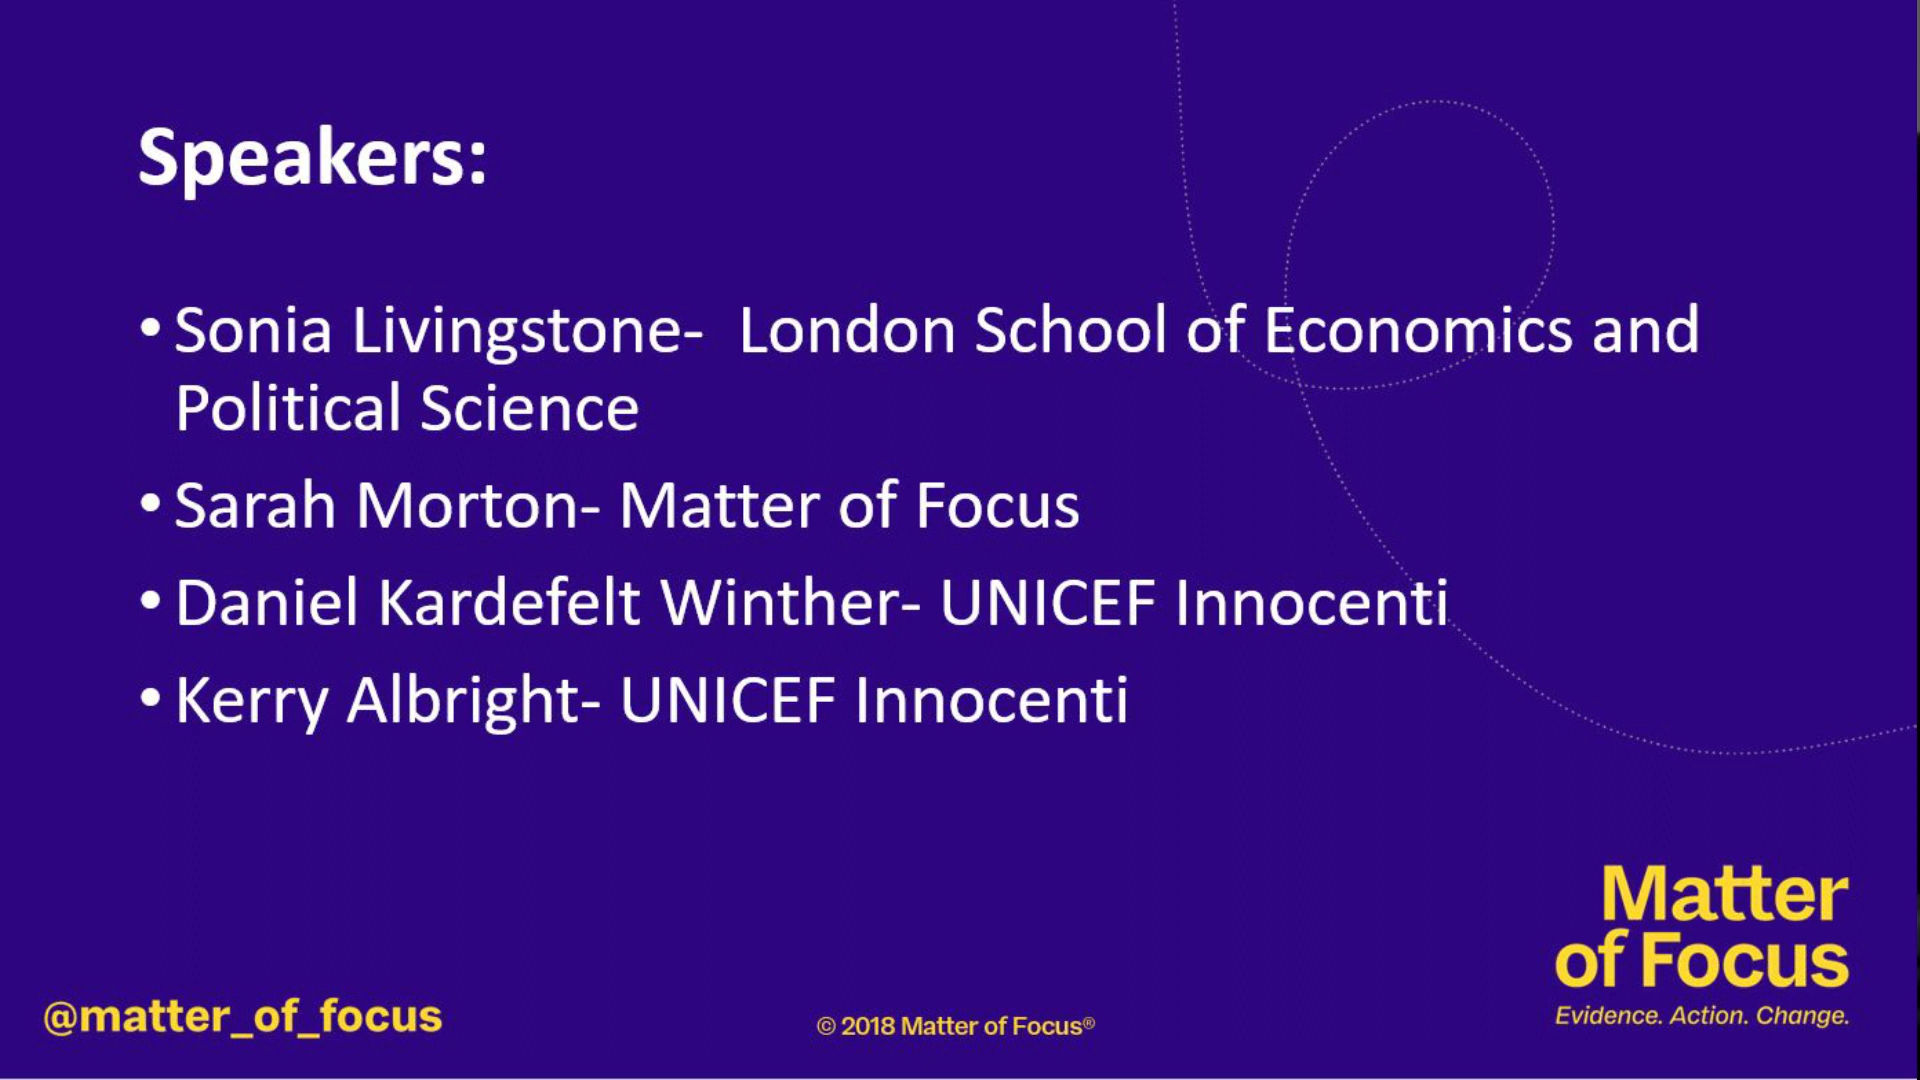 Speakers:
• Sonia Livingstone-  London School of Economics and
Political Science
• Sarah Morton- Matter of Focus
• Daniel Kardefelt Winther- UNICEF Innocenti
• Kerry Albright- UNICEF Innocenti
Matter
of Focus
Evidence. Action. Change.
@matter_of_focus
© 2018 Matter of Focus®